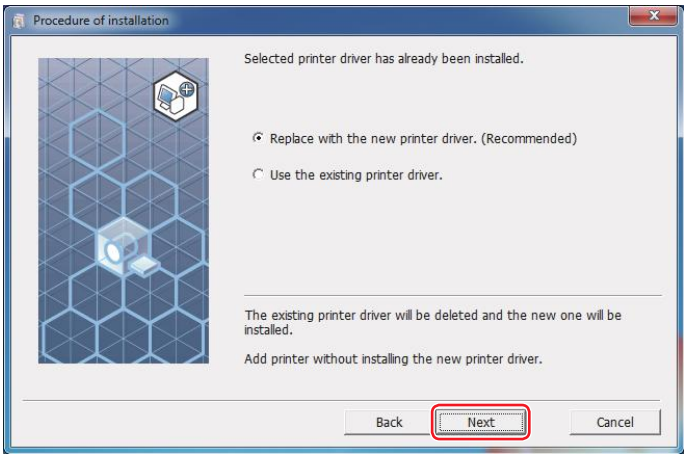 Procedure of installation
Selected printer driver has already been installed.
Replace with the new printer driver. (Recommended)
Use the existing printer driver.
The existing printer driver will be deleted and the new one will be
installed.
Add printer without installing the new printer driver.
Back
Next
Cancel